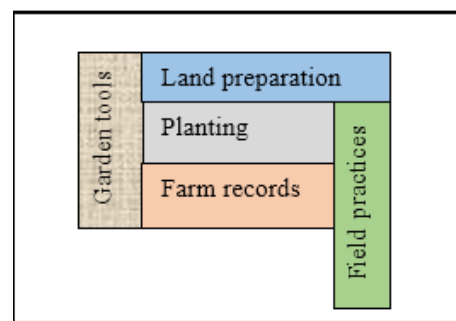 Garden tools
Land preparation
Planting
Farm records
Field practices